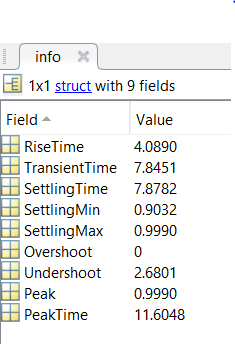 info
1x1 struct with 9 fields
Field Value
RiseTime 4.0890
TransientTime 7.8451
SettlingTime 7.8782
SettlingMin 0.9032
SettlingMax 0.9990
Overshoot 0
Undershoot 2.6801
Peak 0.9990
PeakTime 11.6048